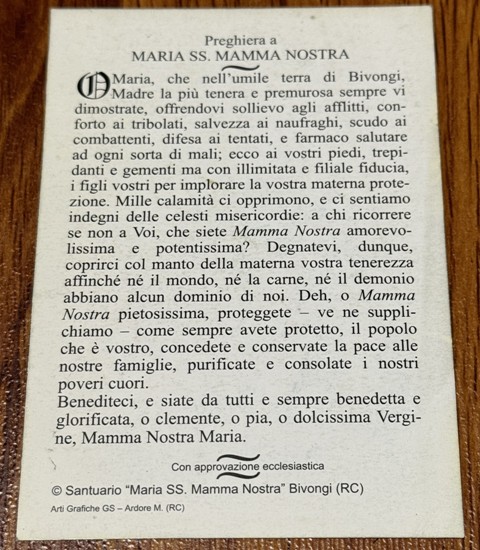 Preghiera a
MARIA SS. MAMMA NOSTRA
O Maria, che nell'umile terra di Bivongi,
Madre la più tenera e premurosa sempre vi
dimostrate, offrendovi sollievo agli afflitti, con-
forto ai tribolati, salvezza ai naufraghi, scudo ai
combattenti, difesa ai tentati, e farmaco salutare
ad ogni sorta di mali; ecco ai vostri piedi, trepi-
danti e gementi ma con illimitata e filiale fiducia,
i figli vostri per implorare la vostra materna prote-
zione. Mille calamità ci opprimono, e ci sentiamo
indegni delle celesti misericordie: a chi ricorrere
se non a Voi, che siete Mamma Nostra amorevo-
lissima e potentissima? Degnatevi, dunque,
coprirci col manto della materna vostra tenerezza
affinché né il mondo, né la carne, né il demonio
abbiano alcun dominio di noi. Deh, o Mamma
Nostra pietosissima, proteggete – ve ne suppli-
chiamo – come sempre avete protetto, il popolo
che è vostro, concedete e conservate la pace alle
nostre famiglie, purificate e consolate i nostri
poveri cuori.
Benediteci, e siate da tutti e sempre benedetta e
glorificata, o clemente, o pia, o dolcissima Vergi-
ne, Mamma Nostra Maria.
Con approvazione ecclesiastica
© Santuario "Maria SS. Mamma Nostra" Bivongi (RC)
Arti Grafiche GS – Ardore M. (RC)